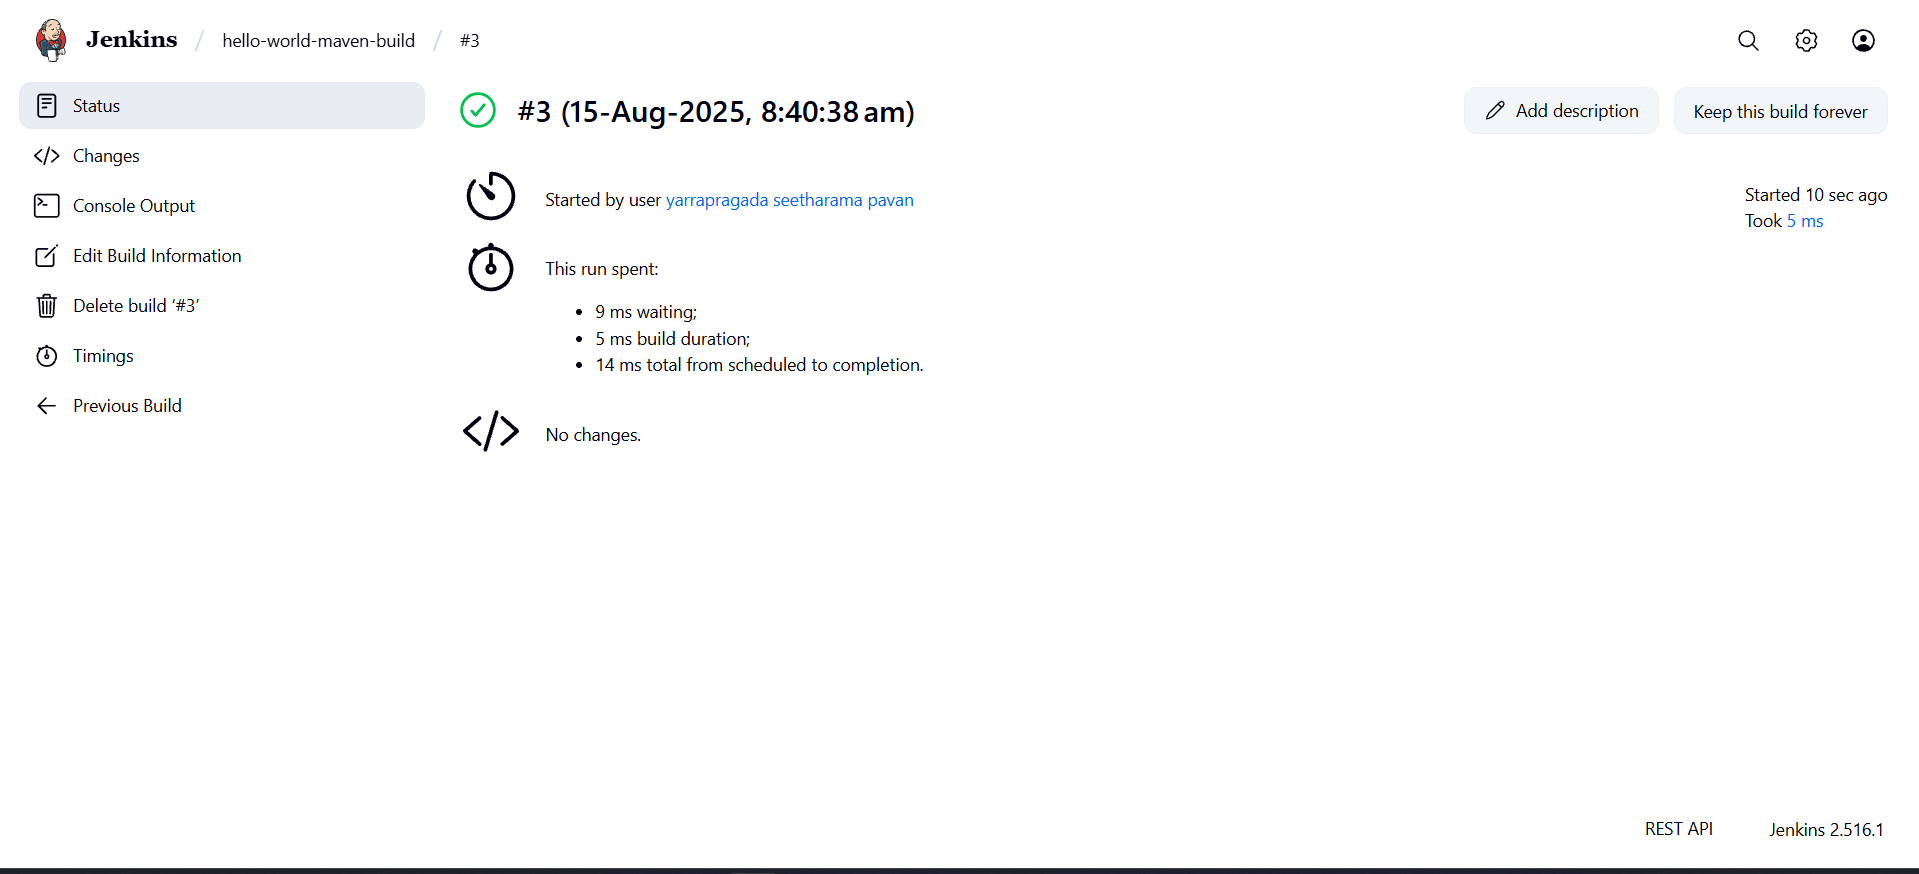 Jenkins / hello-world-maven-build / #3
Status
Changes
Console Output
Edit Build Information
Delete build ‘#3’
Timings
Previous Build
#3 (15-Aug-2025, 8:40:38 am)
Add description
Keep this build forever
Started by user yarrapragada seetharama pavan
Started 10 sec ago
Took 5 ms
This run spent:
• 9 ms waiting;
• 5 ms build duration;
• 14 ms total from scheduled to completion.
No changes.
REST API
Jenkins 2.516.1